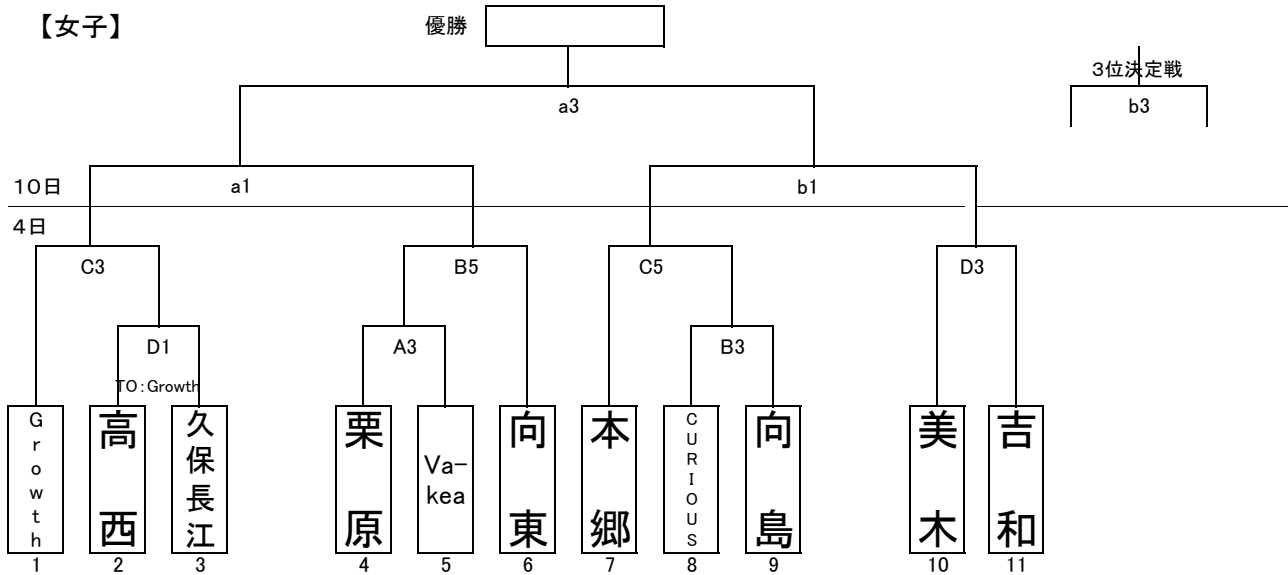 【女子】
優勝
3位決定戦
a3
b3
10日
a1
b1
4日
C3
B5
C5
D3
D1
A3
B3
TO:Growth
Growth
高西
久保長江
栗原
Va-
kea
向東
本郷
CURIOUS
向島
美木
吉和
1
2
3
4
5
6
7
8
9
10
11